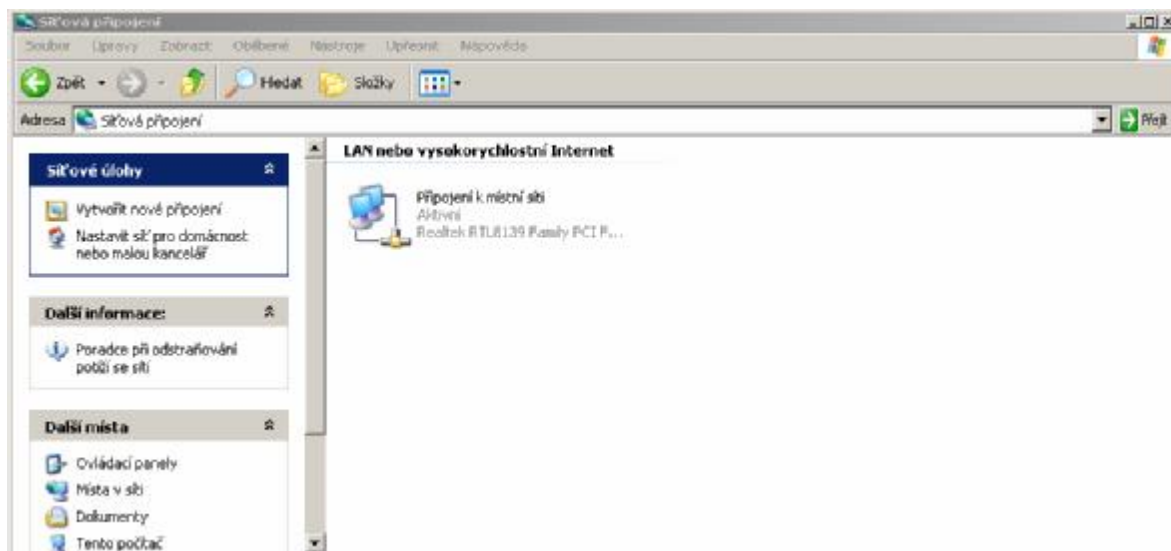 Síťová připojení
Soubor Úpravy Zobrazit Oblíbené Nástroje Upřesnit Nápověda
Zpět Hledat Složky
Adresa Síťová připojení Přejít
Síťové úlohy
Vytvořit nové připojení
Nastavit síť pro domácnost
nebo malou kancelář
Další informace:
Poradce při odstraňování
potíží se sítí
Další místa
Ovládací panely
Místa v síti
Dokumenty
Tento počítač
LAN nebo vysokorychlostní Internet
Připojení k místní síti
Aktivní
Realtek RTL8139 Family PCI F...